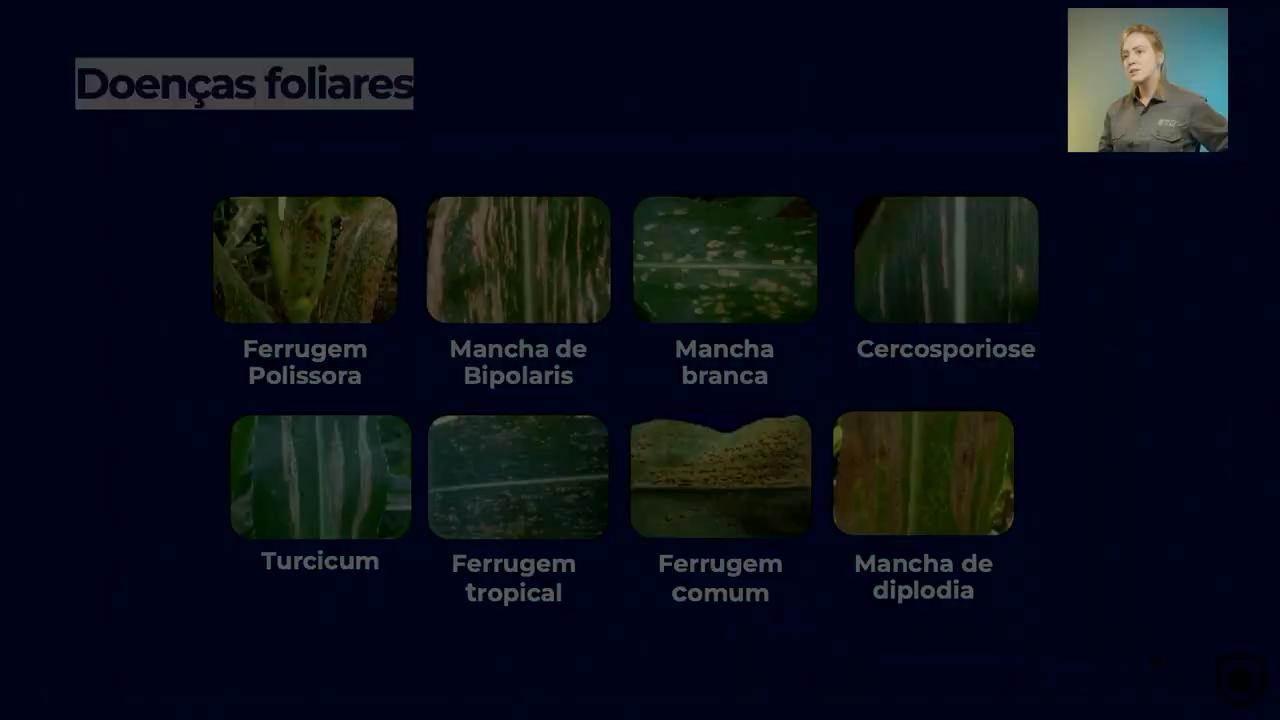 Doenças foliares
Ferrugem
Polissora
Mancha de
Bipolaris
Mancha
branca
Cercosporiose
Turcicum
Ferrugem
tropical
Ferrugem
comum
Mancha de
diplodia